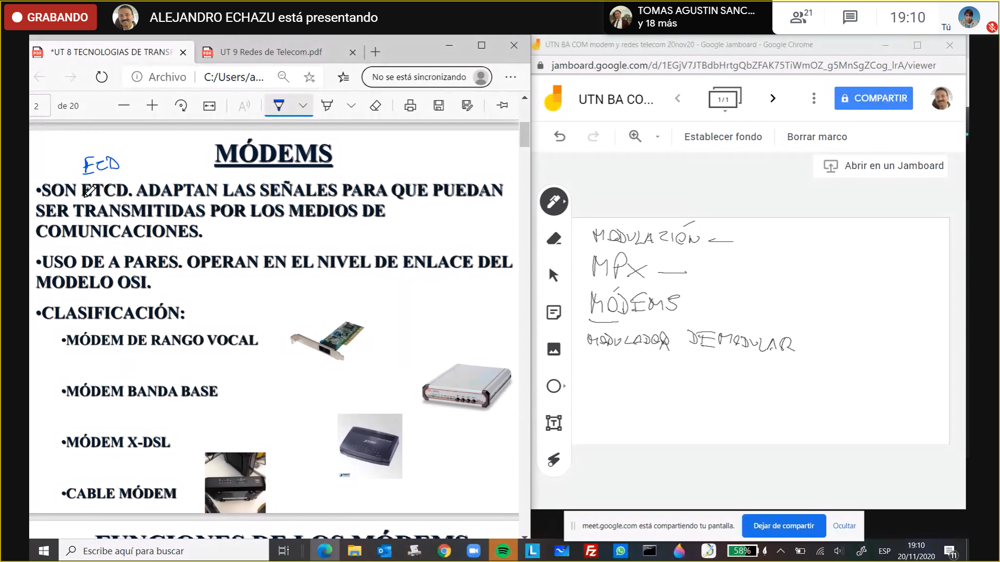 GRABANDO
ALEJANDRO ECHAZU está presentando
TOMAS AGUSTIN SANC...
y 18 más
21
19:10
Tú
*UT 8 TECNOLOGIAS DE TRANSF
UT 9 Redes de Telecom.pdf
Archivo
C:/Users/a...
No se está sincronizando
2
de 20
MÓDEMS
ECD
•SON ETCD. ADAPTAN LAS SEÑALES PARA QUE PUEDAN
SER TRANSMITIDAS POR LOS MEDIOS DE
COMUNICACIONES.
•USO DE A PARES. OPERAN EN EL NIVEL DE ENLACE DEL
MODELO OSI.
•CLASIFICACIÓN:
•MÓDEM DE RANGO VOCAL
•MÓDEM BANDA BASE
•MÓDEM X-DSL
•CABLE MÓDEM
FUNCIONES DE LOS MÓDEMS
UTN BA COM modem y redes telecom 20nov20 - Google Jamboard - Google Chrome
jamboard.google.com/d/1EGjV7JTBdbHrtgQbZFAK75TiWmOZ_g5MnSgZCog_lrA/viewer
UTN BA CO...
1/1
COMPARTIR
Establecer fondo
Borrar marco
Abrir en un Jamboard
MODULAZIÓN
MPX
MÓDEMS
MODULADOR DEMODULAR
meet.google.com está compartiendo tu pantalla.
Dejar de compartir
Ocultar
Escribe aquí para buscar
58%
ESP
19:10
20/11/2020
11